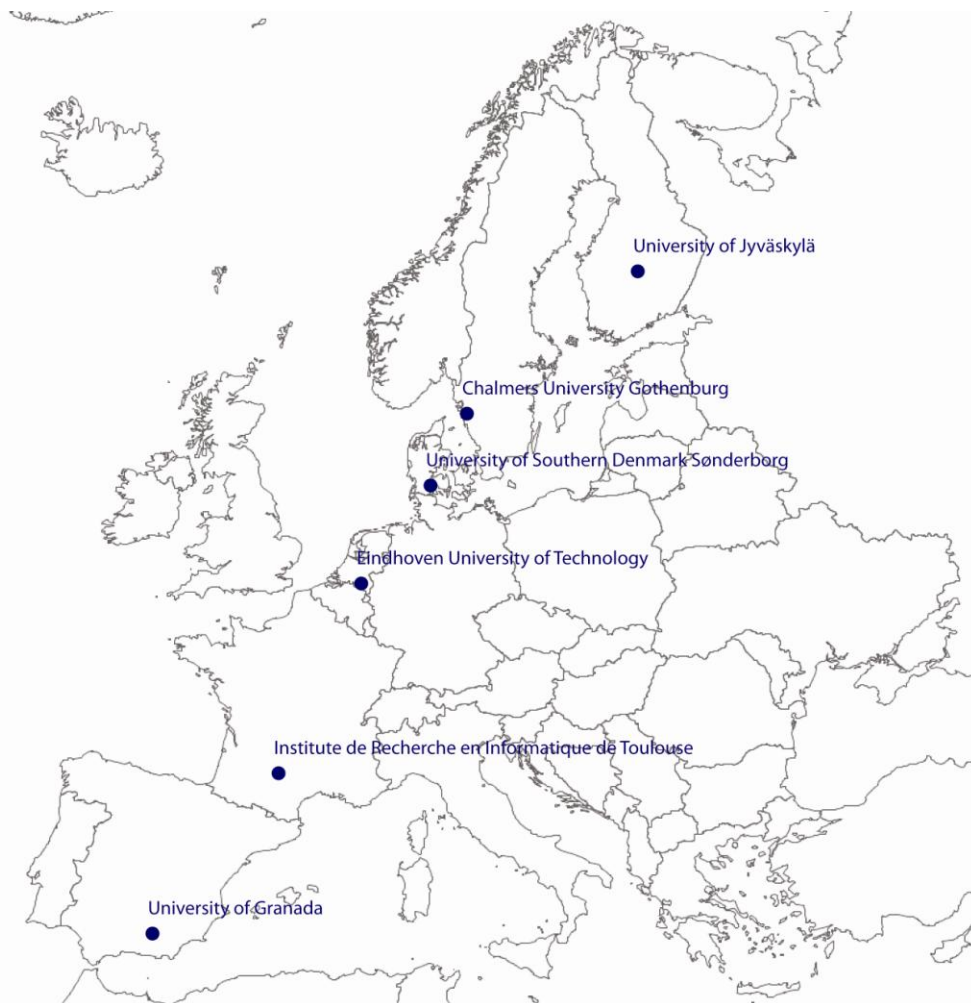 University of Jyväskylä
Chalmers University Gothenburg
University of Southern Denmark Sønderborg
Eindhoven University of Technology
Institute de Recherche en Informatique de Toulouse
University of Granada